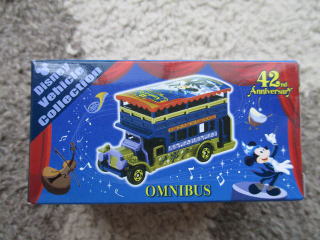 Disney
Vehicle
Collection
42nd
Anniversary
OMNIBUS